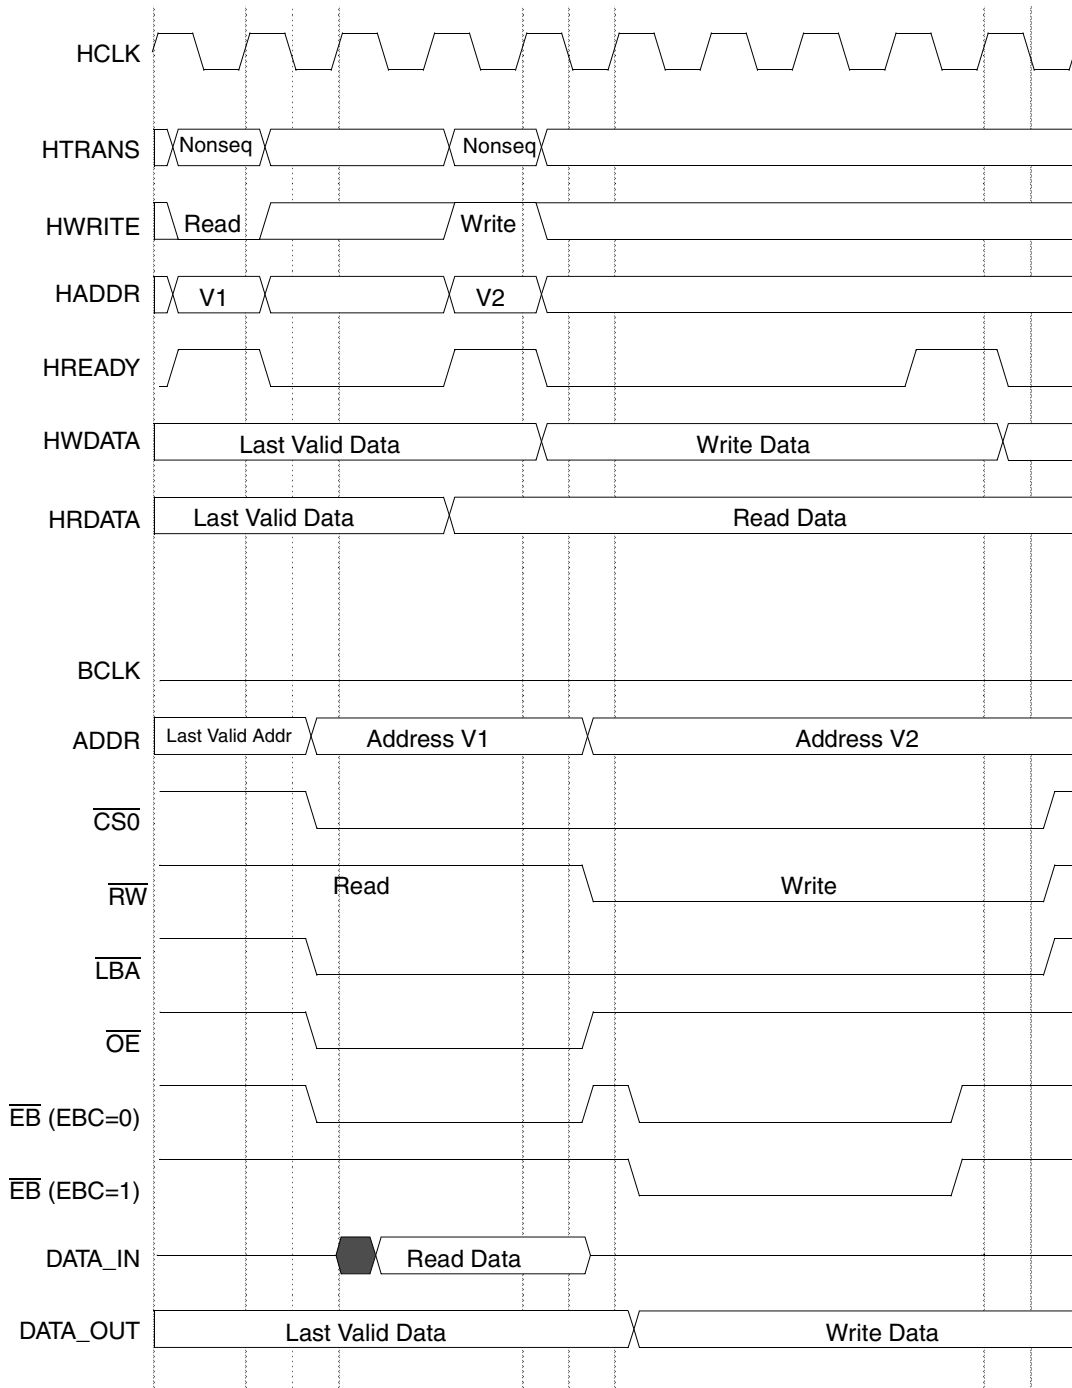 HCLK
HTRANS Nonseq Nonseq
HWRITE Read Write
HADDR V1 V2
HREADY
HWDATA Last Valid Data Write Data
HRDATA Last Valid Data Read Data
BCLK
ADDR Last Valid Addr Address V1 Address V2
CS0
RW Read Write
LBA
OE
EB (EBC=0)
EB (EBC=1)
DATA_IN Read Data
DATA_OUT Last Valid Data Write Data